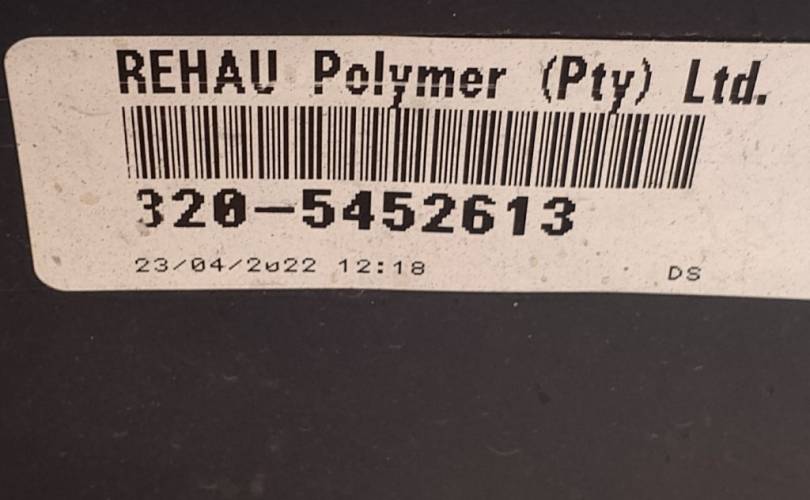 REHAU Polymer (Pty) Ltd.
320-5452613
23/04/2022 12:18 DS